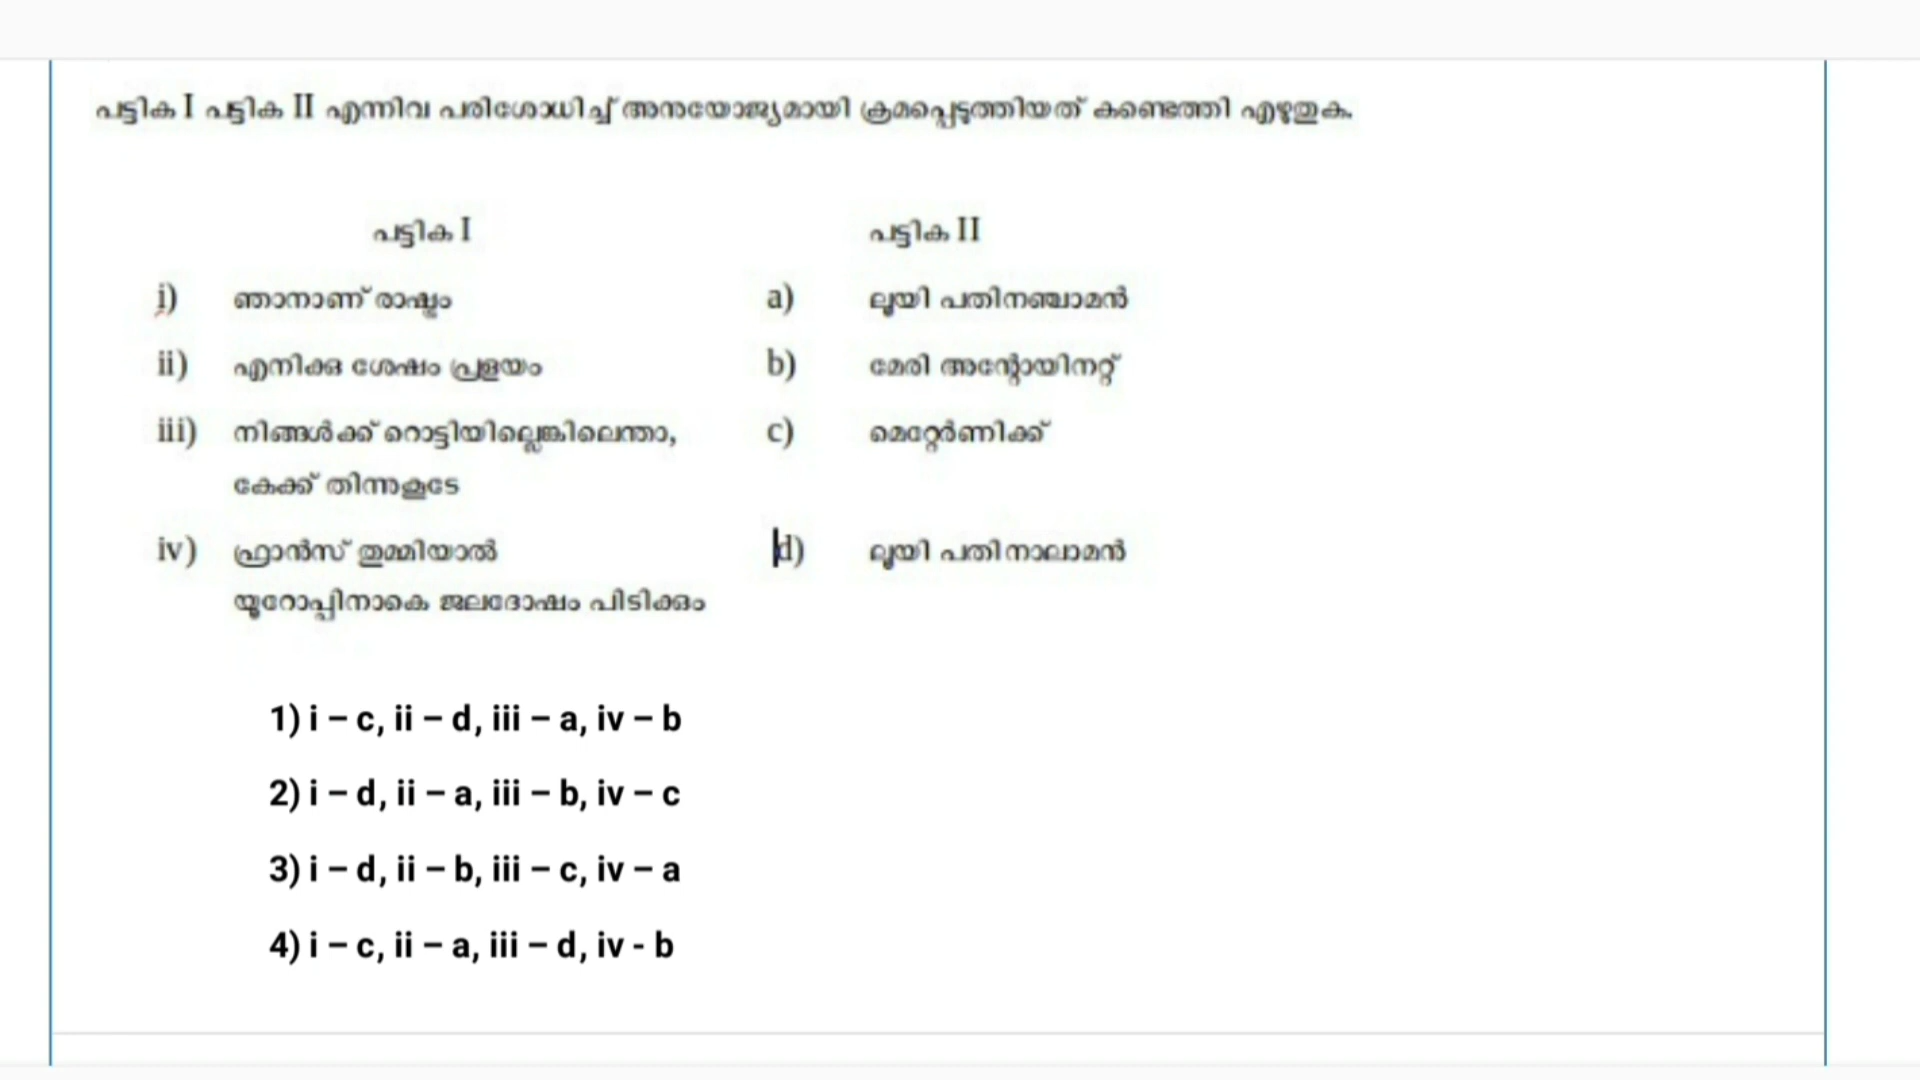 പട്ടിക I പട്ടിക II എന്നിവ പരിശോധിച്ച് അനുയോജ്യമായി ക്രമപ്പെടുത്തിയത് കണ്ടെത്തി എഴുതുക.
പട്ടിക I പട്ടിക II
i) ഞാനാണ് രാഷ്ട്രം a) ലൂയി പതിനഞ്ചാമൻ
ii) എനിക്കു ശേഷം പ്രളയം b) മേരി അന്റോയിനറ്റ്
iii) നിങ്ങൾക്ക് റൊട്ടിയില്ലെങ്കിലെന്താ, c) മെറ്റേർണിക്ക്
കേക്ക് തിന്നുകൂടേ
iv) ഫ്രാൻസ് തുമ്മിയാൽ d) ലൂയി പതിനാലാമൻ
യൂറോപ്പിനാകെ ജലദോഷം പിടിക്കും
1) i – c, ii – d, iii – a, iv – b
2) i – d, ii – a, iii – b, iv – c
3) i – d, ii – b, iii – c, iv – a
4) i – c, ii – a, iii – d, iv - b